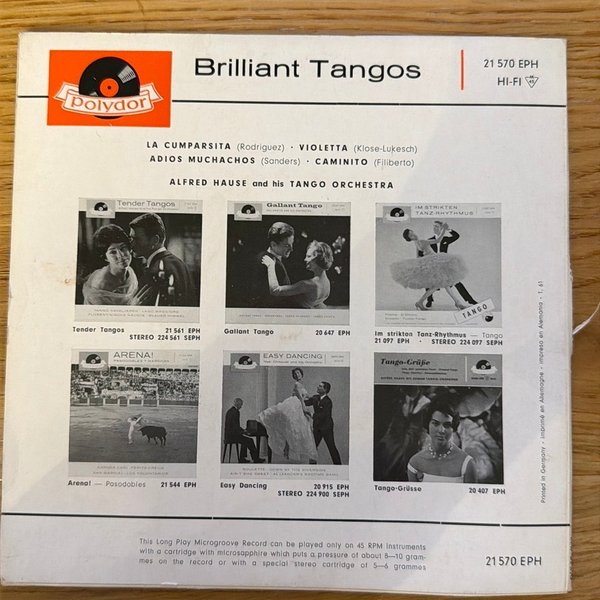 polydor
Brilliant Tangos
21 570 EPH
HI-FI
LA CUMPARSITA (Rodriguez) · VIOLETTA (Klose-Lukesch)
ADIOS MUCHACHOS (Sanders) · CAMINITO (Filiberto)
ALFRED HAUSE and his TANGO ORCHESTRA
Tender Tangos
Gallant Tango
IM STRIKTEN
TANZ-RHYTHMUS
TANGO
Tender Tangos 21 561 EPH
STEREO 224 561 SEPH
Gallant Tango 20 647 EPH
Im strikton Tanz-Rhythmus — Tango
21 097 EPH · STEREO 224 097 SEPH
ARENA!
PASODOBLES Y MARCHAS
EASY DANCING
Tango-Grüße
Arena! — Pasodobles 21 544 EPH
Easy Dancing 20 915 EPH
STEREO 224 900 SEPH
Tango-Grüsse 20 407 EPH
Printed in Germany · Imprimé en Allemagne · Impreso en Alemania · T. 61
This Long Play Microgroove Record can be played only on 45 RPM Instruments
with a cartridge with microsapphire which puts a pressure of about 8—10 gram-
mes on the record or with a special stereo cartridge of 5—6 grammes
21 570 EPH